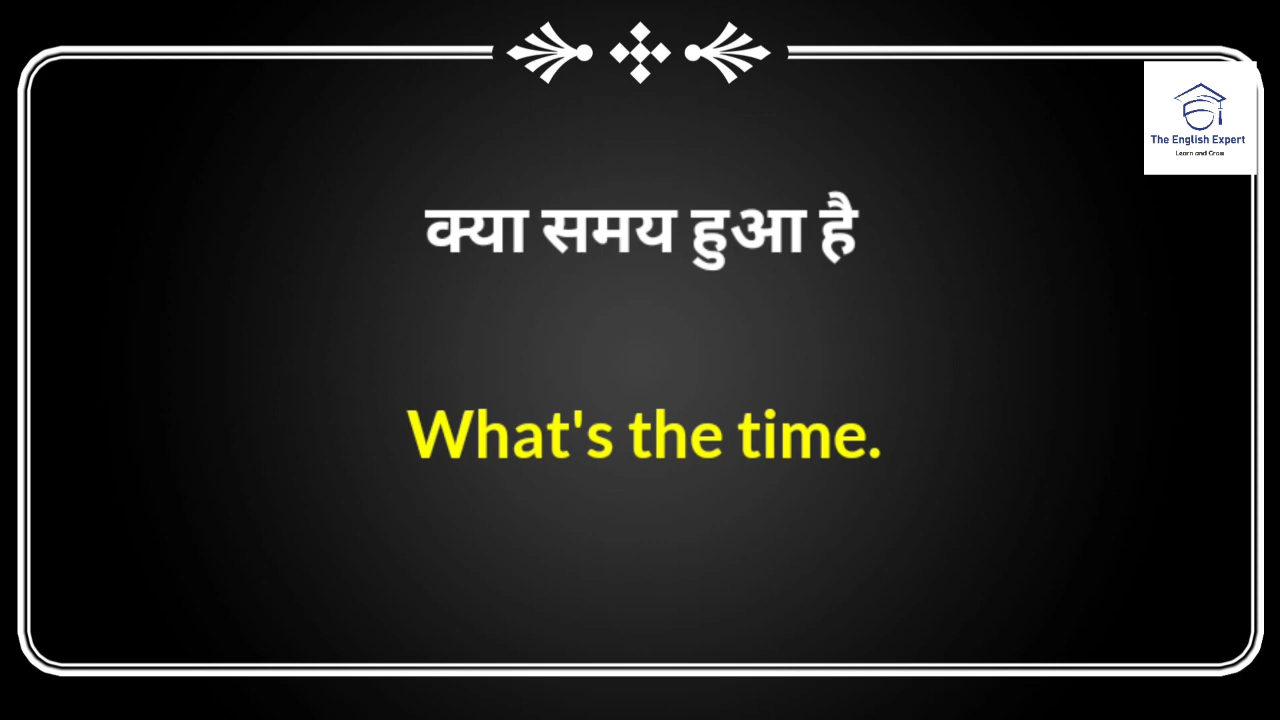 The English Expert
Learn and Grow
क्या समय हुआ है
What's the time.